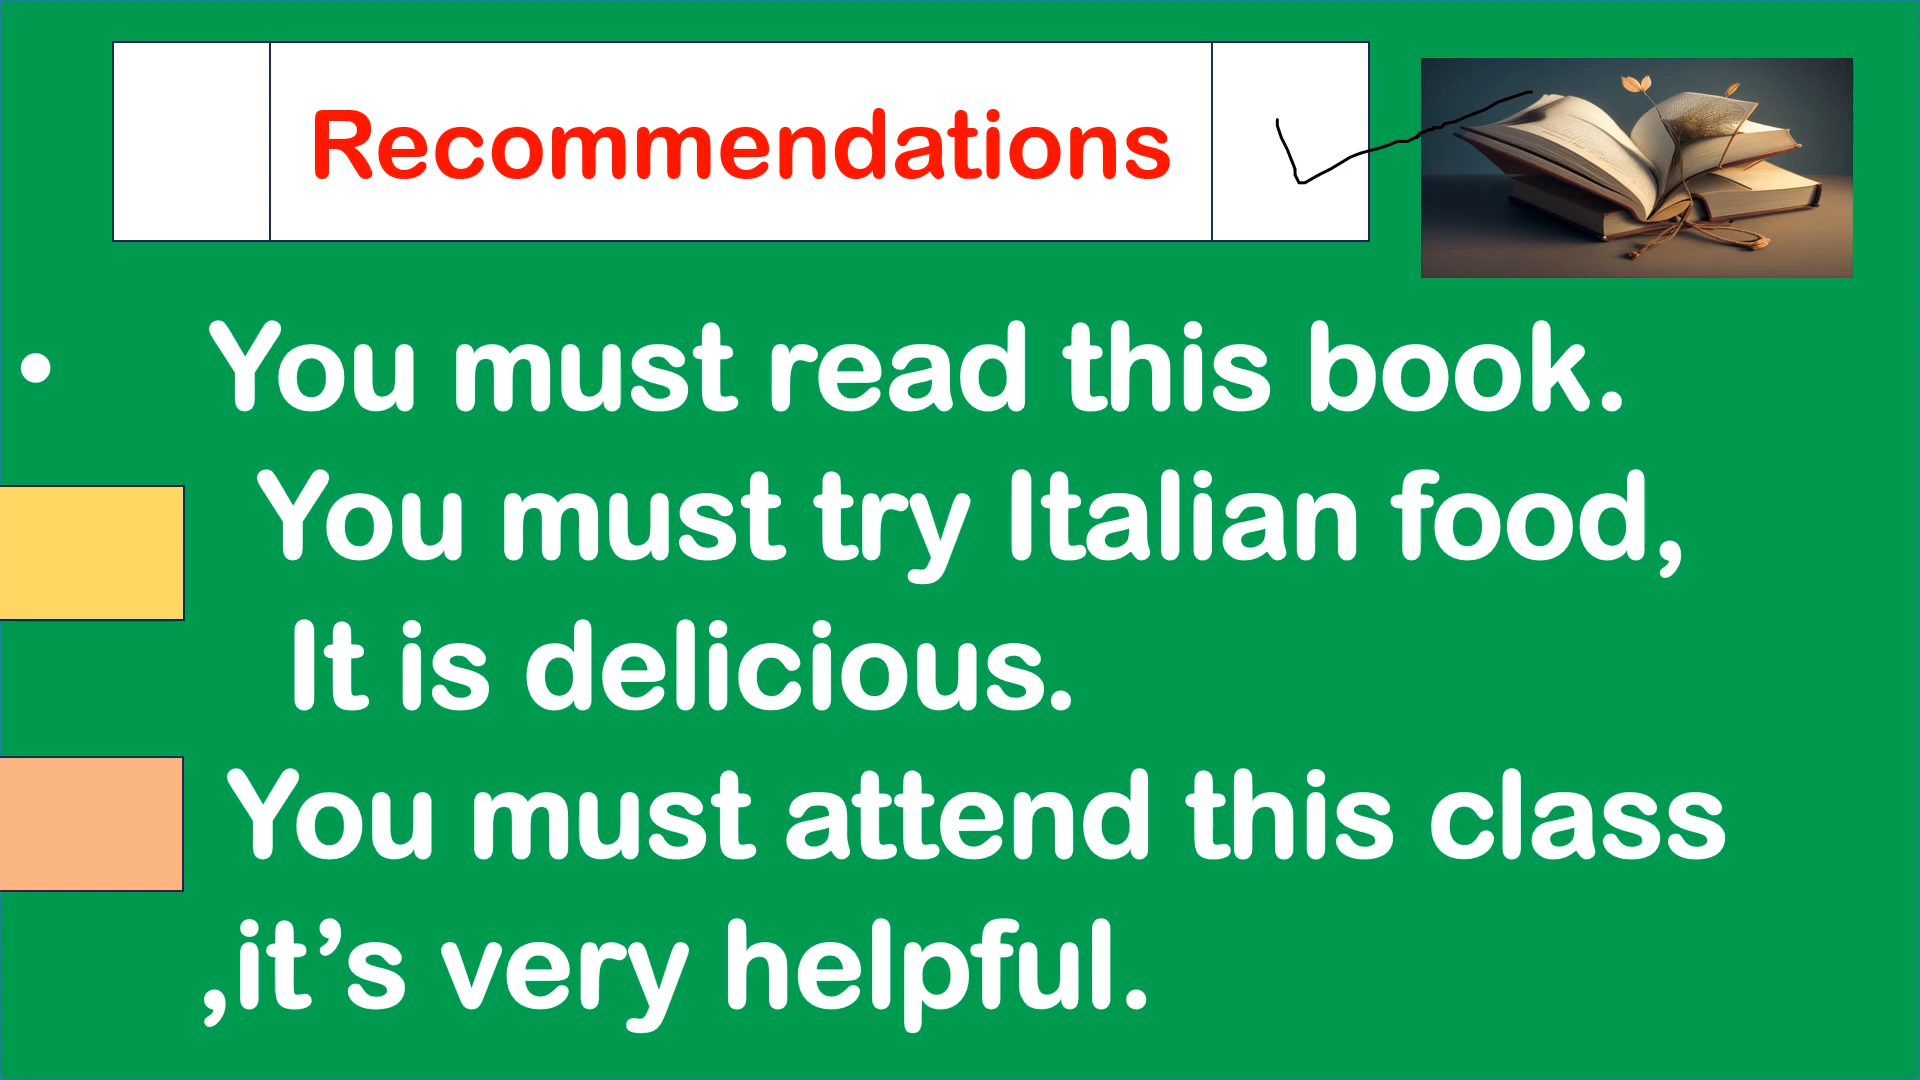 Recommendations
• You must read this book.
You must try Italian food,
It is delicious.
You must attend this class
,it’s very helpful.